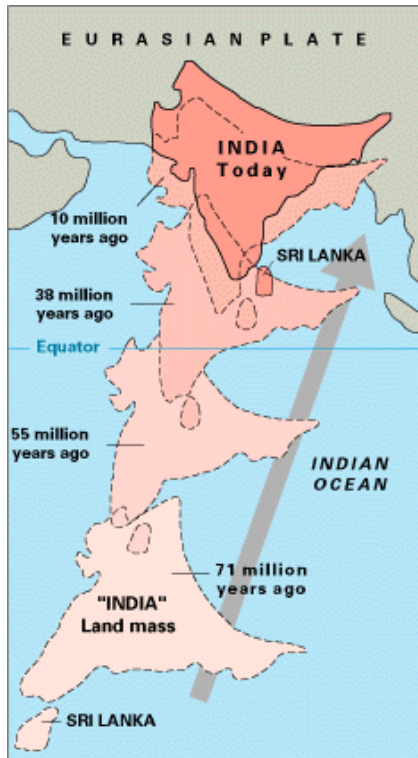 EURASIAN PLATE
INDIA
Today
10 million
years ago
SRI LANKA
38 million
years ago
Equator
55 million
years ago
INDIAN
OCEAN
71 million
years ago
"INDIA"
Land mass
SRI LANKA